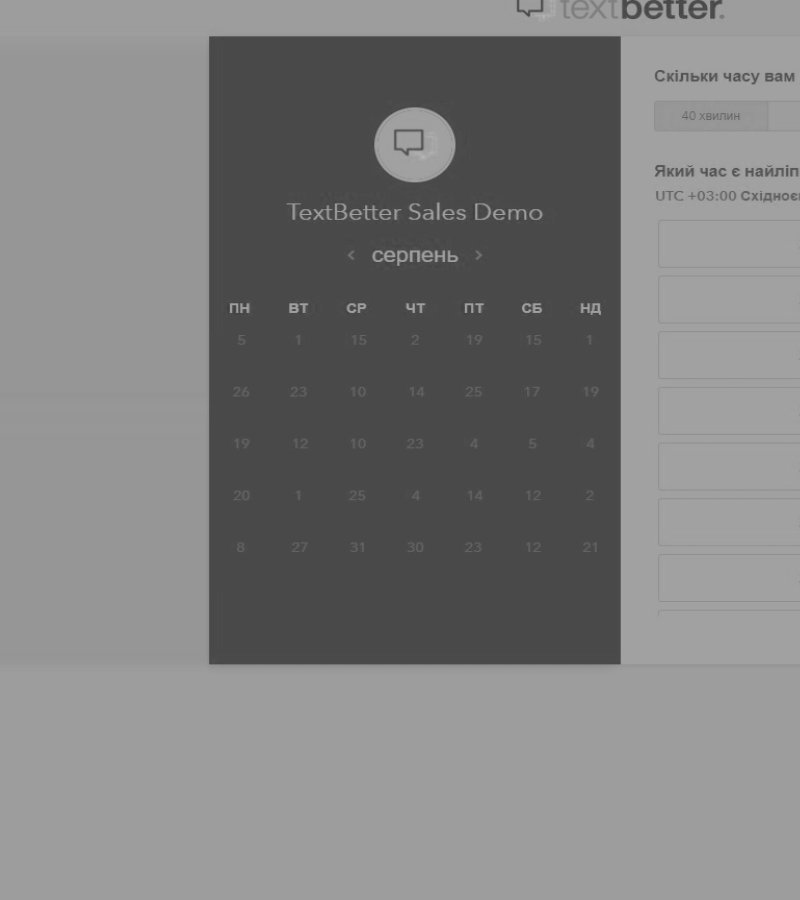 textbetter.
TextBetter Sales Demo
< серпень >
ПН ВТ СР ЧТ ПТ СБ НД
5 1 15 2 19 15 1
26 23 10 14 25 17 19
19 12 10 23 4 5 4
20 1 25 4 14 12 2
8 27 31 30 23 12 21
Скільки часу вам
40 хвилин
Який час є найліп
UTC +03:00 Східноє